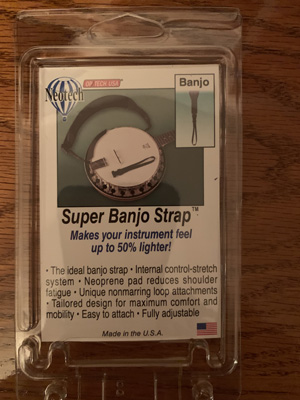 Neotech
OP TECH USA
Banjo
Super Banjo Strap™
Makes your instrument feel
up to 50% lighter!
• The ideal banjo strap • Internal control-stretch
system • Neoprene pad reduces shoulder
fatigue • Unique nonmarring loop attachments
• Tailored design for maximum comfort and
mobility • Easy to attach • Fully adjustable
Made in the U.S.A.